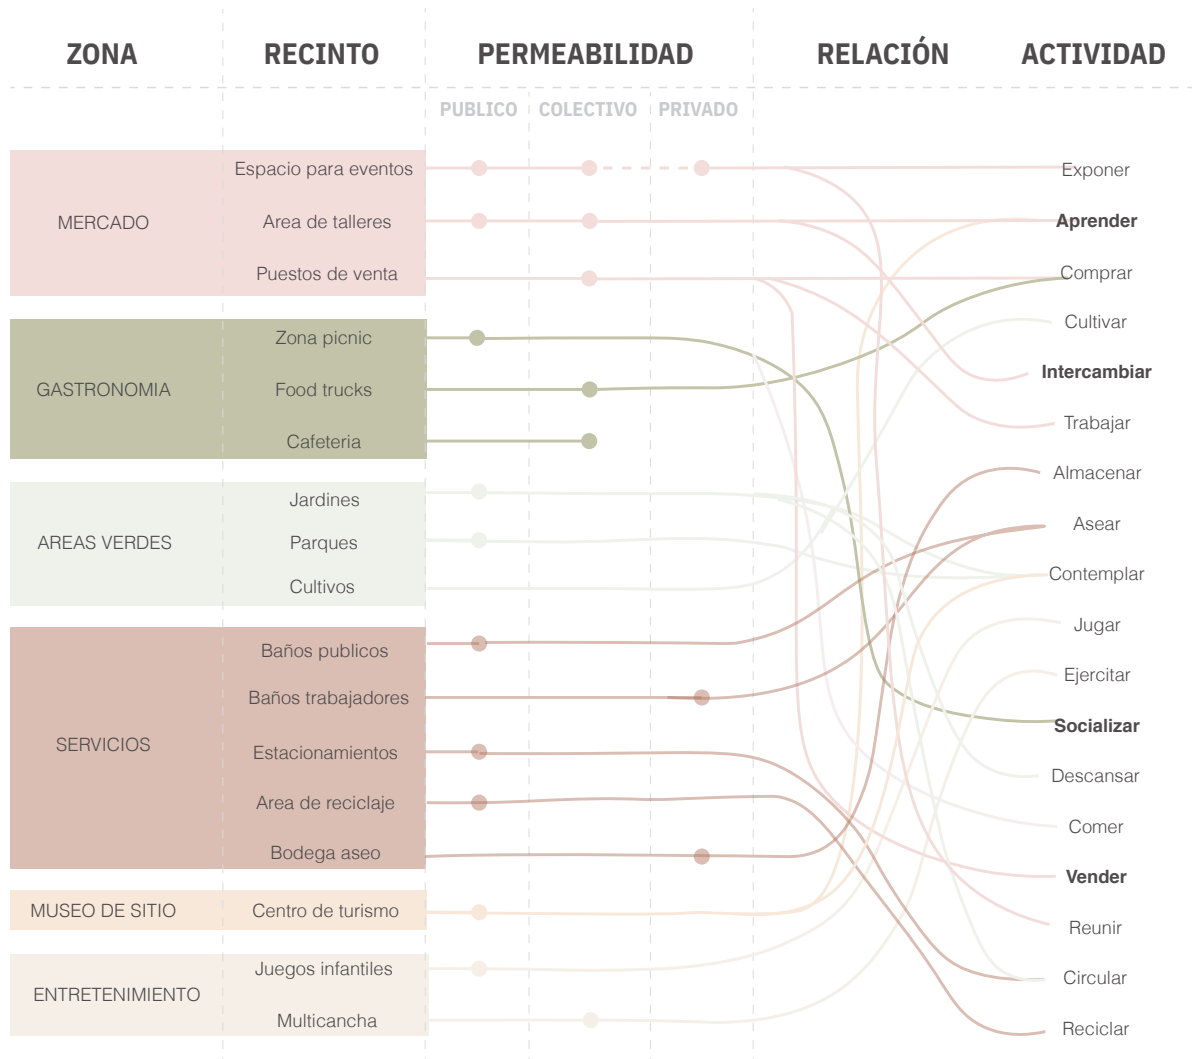 ZONA RECINTO PERMEABILIDAD RELACIÓN ACTIVIDAD
PUBLICO COLECTIVO PRIVADO
MERCADO
Espacio para eventos
Area de talleres
Puestos de venta
GASTRONOMIA
Zona picnic
Food trucks
Cafeteria
AREAS VERDES
Jardines
Parques
Cultivos
SERVICIOS
Baños publicos
Baños trabajadores
Estacionamientos
Area de reciclaje
Bodega aseo
MUSEO DE SITIO
Centro de turismo
ENTRETENIMIENTO
Juegos infantiles
Multicancha
Exponer
Aprender
Comprar
Cultivar
Intercambiar
Trabajar
Almacenar
Asear
Contemplar
Jugar
Ejercitar
Socializar
Descansar
Comer
Vender
Reunir
Circular
Reciclar